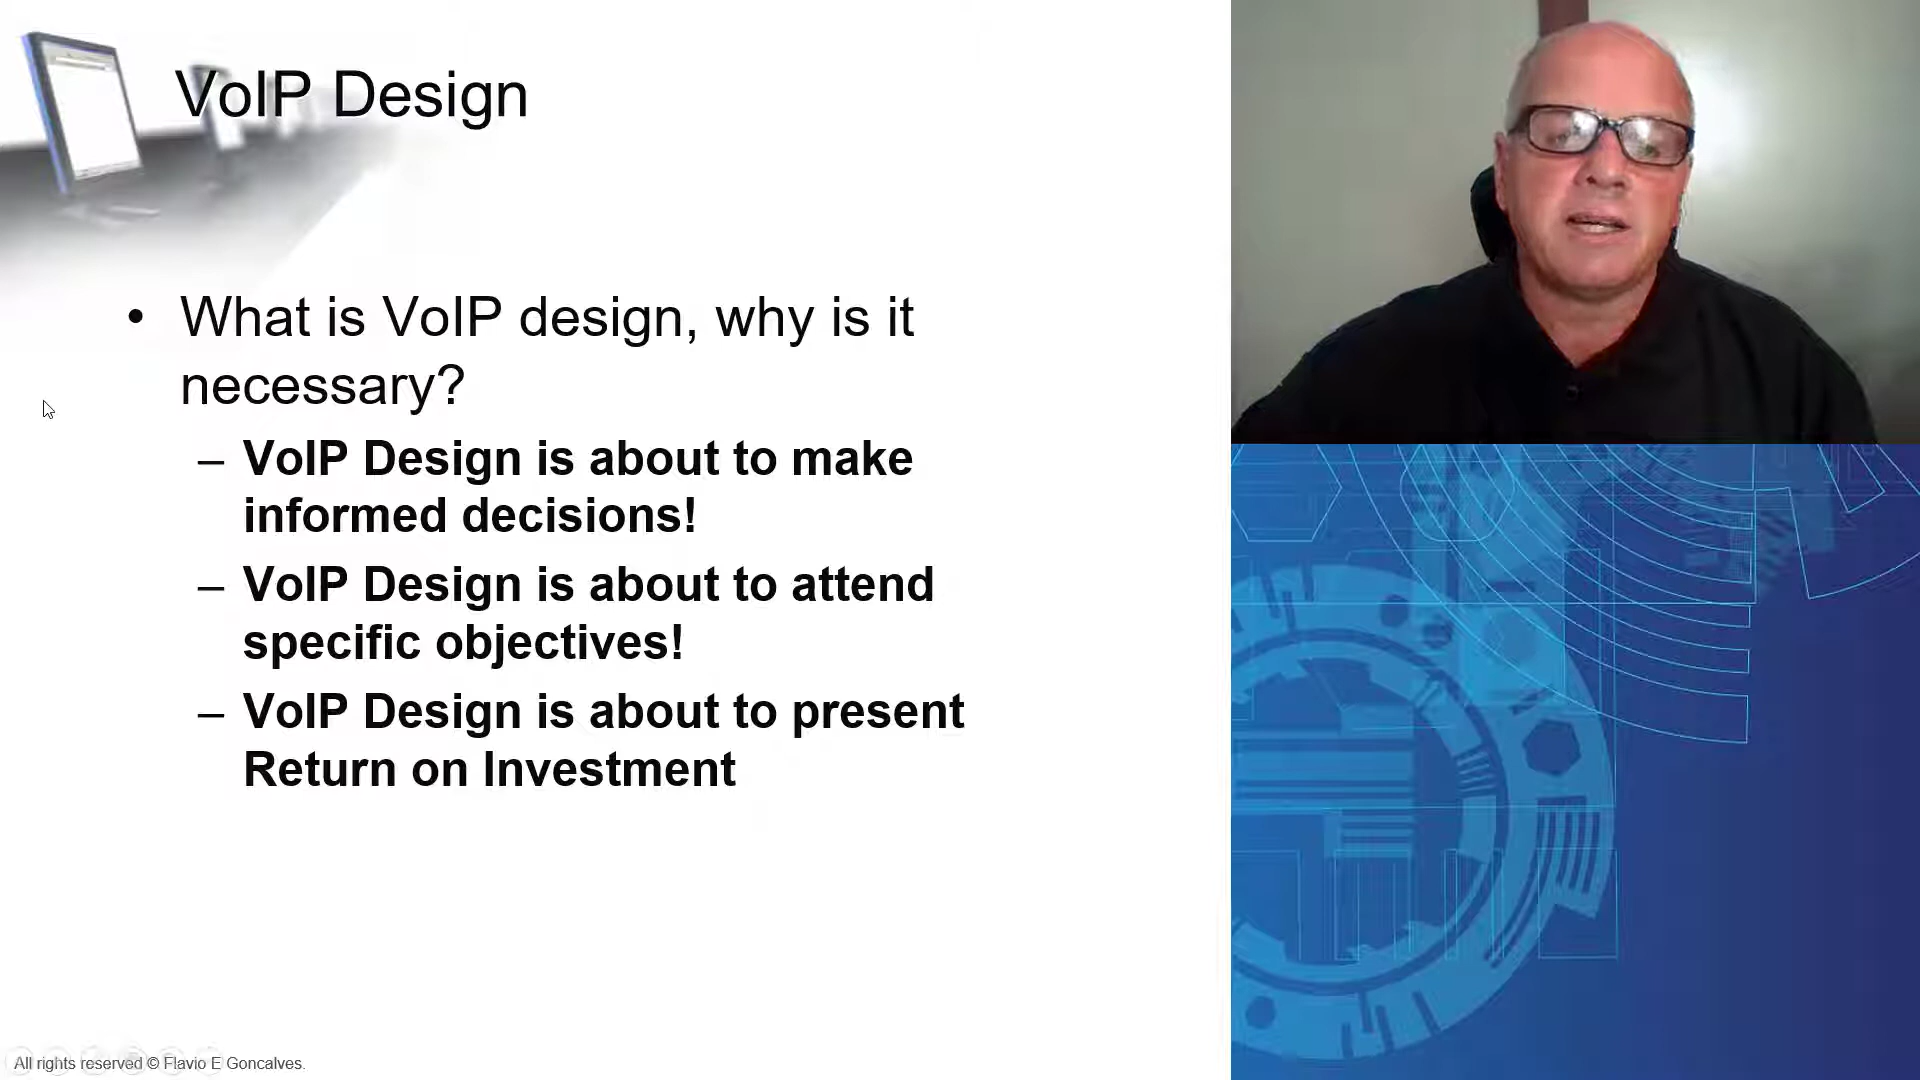 VoIP Design
• What is VoIP design, why is it
necessary?
– VoIP Design is about to make
informed decisions!
– VoIP Design is about to attend
specific objectives!
– VoIP Design is about to present
Return on Investment
All rights reserved © Flavio E Goncalves.